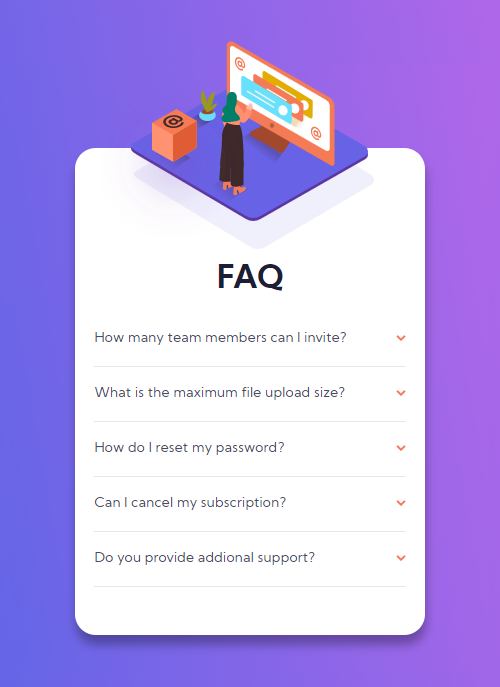 @
@
@
FAQ
How many team members can I invite?
What is the maximum file upload size?
How do I reset my password?
Can I cancel my subscription?
Do you provide addional support?